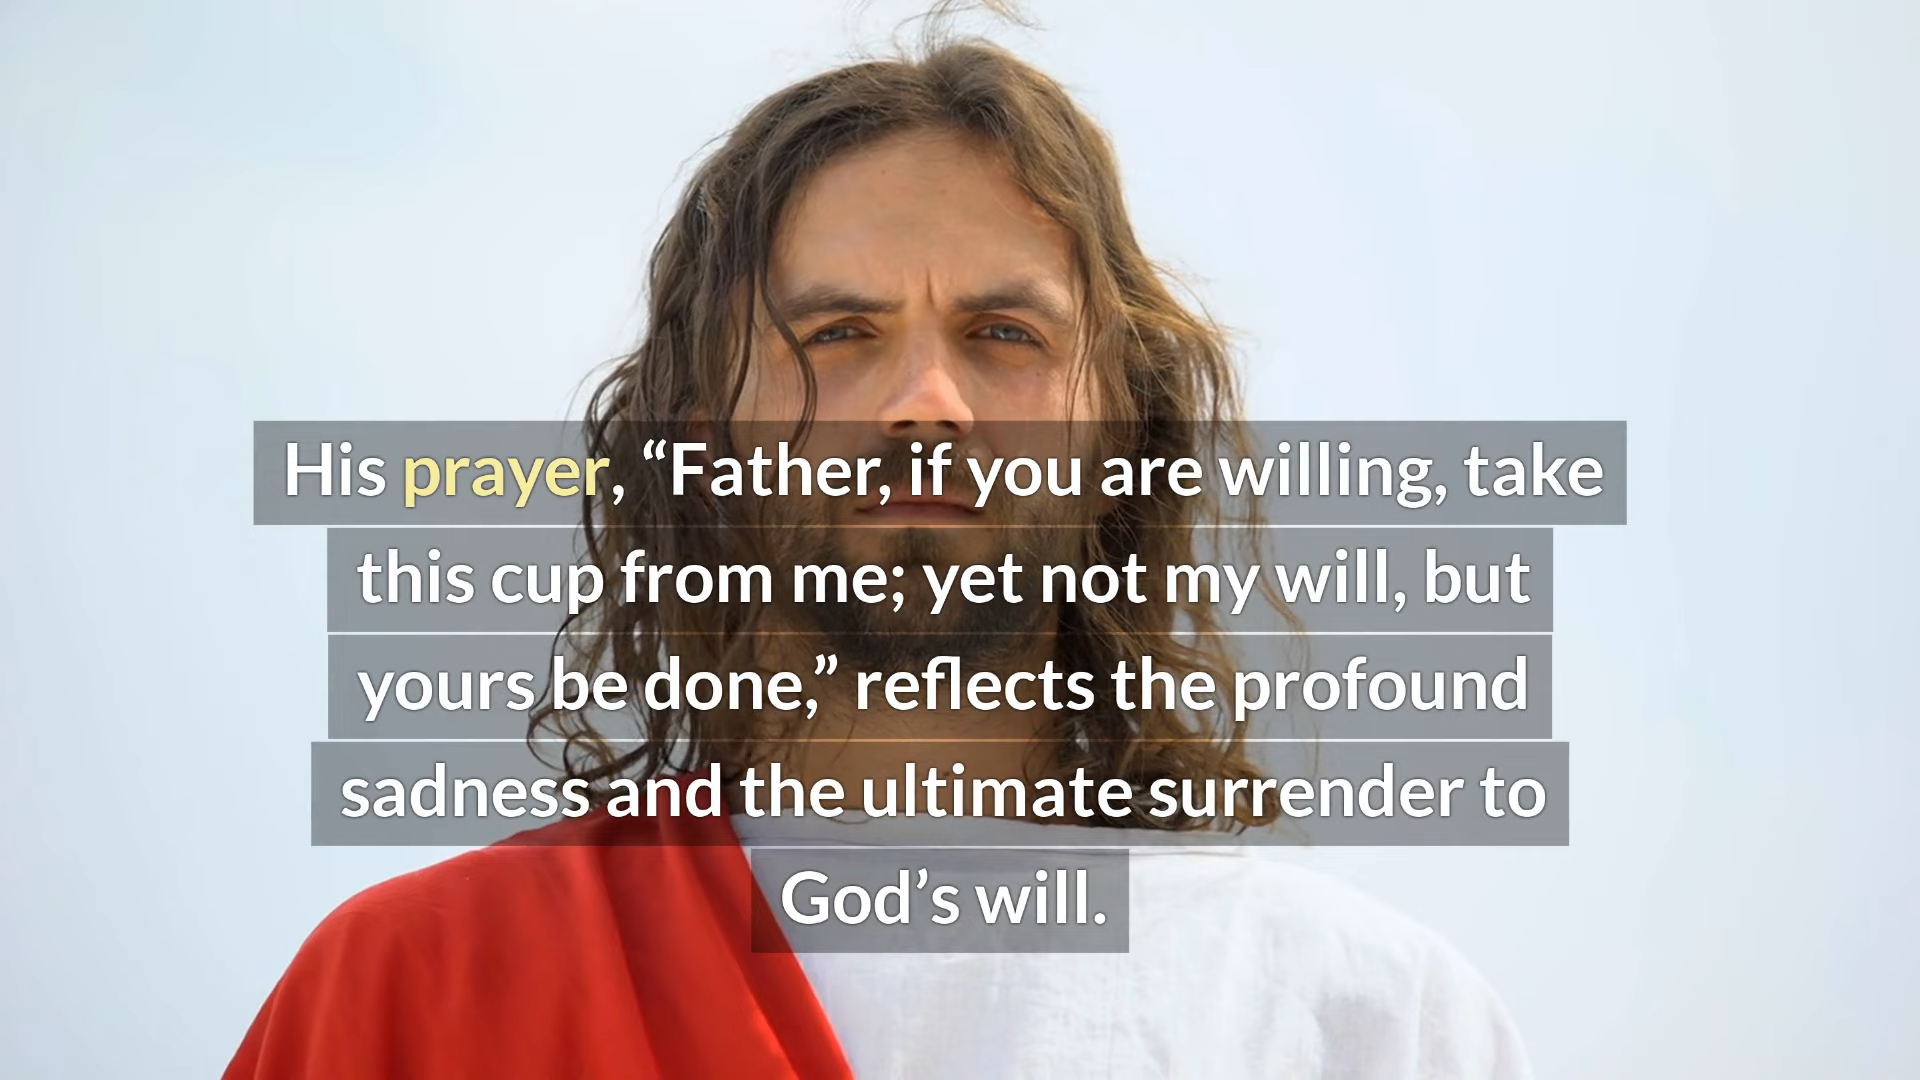 His prayer, “Father, if you are willing, take
this cup from me; yet not my will, but
yours be done,” reflects the profound
sadness and the ultimate surrender to
God’s will.